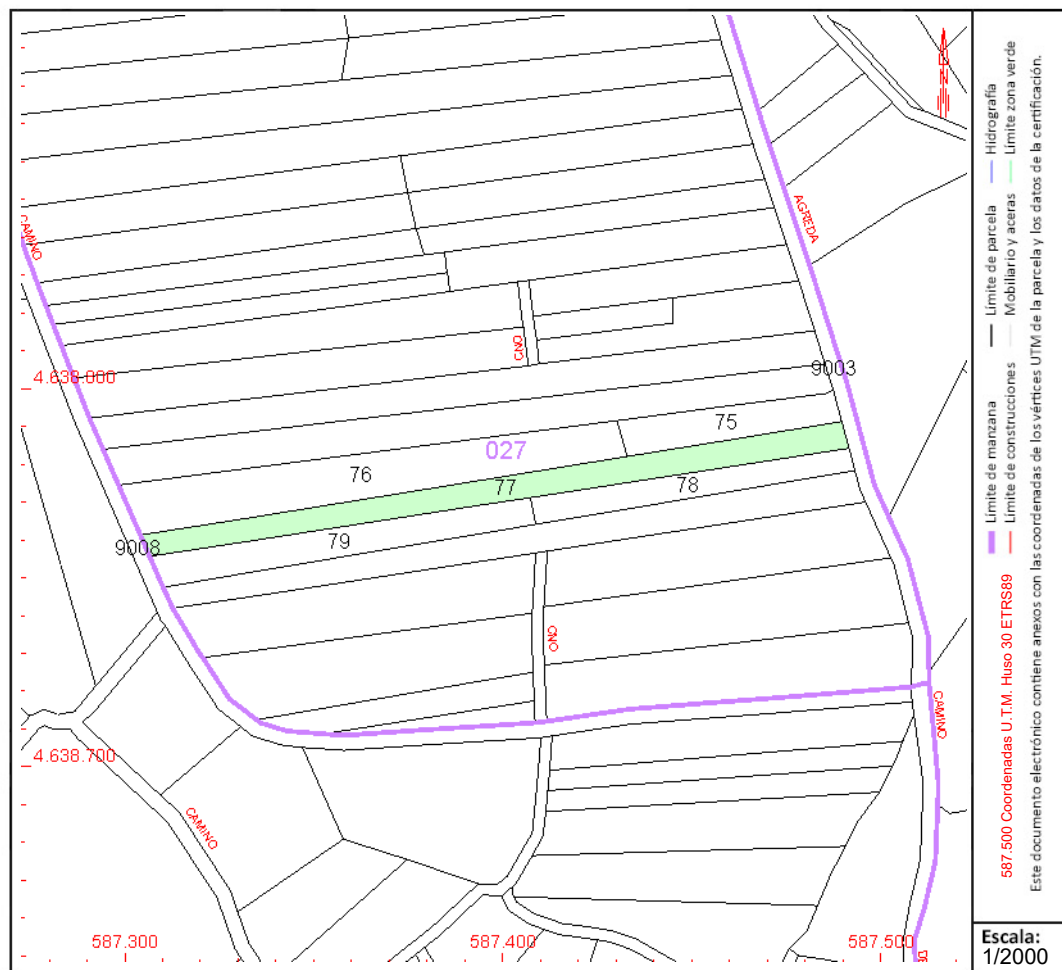 CAMINO
AGREDA
CNO
4.638.000
9003
75
027
76
77
78
79
9008
CNO
4.638.700
CAMINO
CAMINO
587.300
587.400
587.500
Límite de manzana
Límite de parcela
Hidrografía
Límite de construcciones
Mobiliario y aceras
Límite zona verde
587.500 Coordenadas U.T.M. Huso 30 ETRS89
Este documento electrónico contiene anexos con las coordenadas de los vértices UTM de la parcela y los datos de la certificación.
Escala:
1/2000